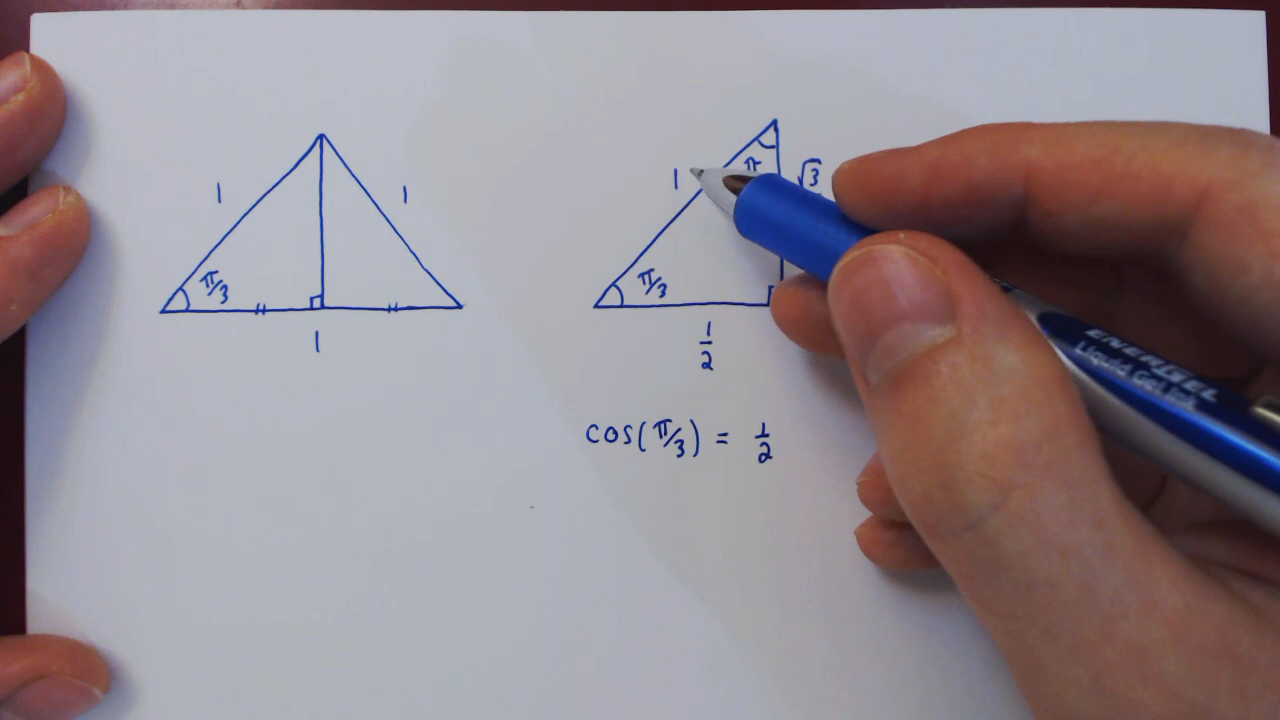 1
1
π/3
1
1
π
√3
π/3
1/2
cos(π/3) = 1/2
ENERGEL
Liquid Gel Ink